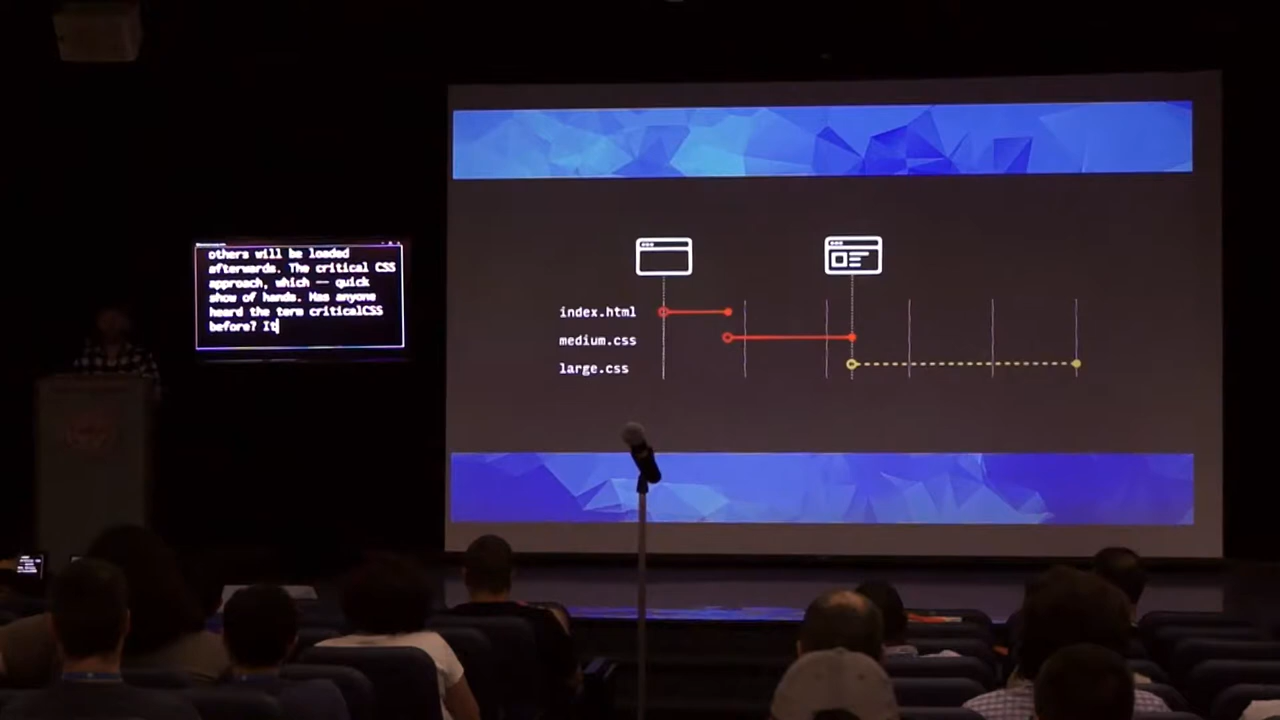 others will be loaded
afterwards. The critical CSS
approach, which — quick
show of hands. Has anyone
heard the term criticalCSS
before? It
index.html
medium.css
large.css